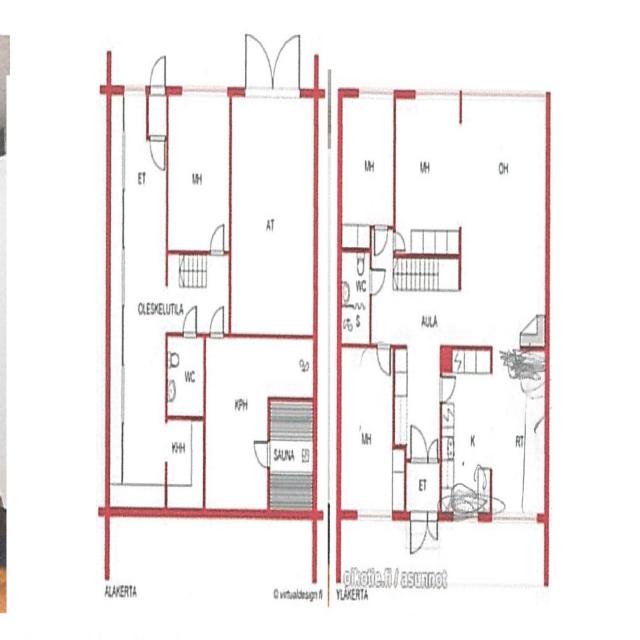 ET
MH
AT
OLESKELUTILA
WC
KPH
KHH
SAUNA
ALAKERTA
© virtualdesign.fi
MH
MH
OH
WC
S
AULA
MH
K
RT
ET
oikotie.fi / asunnot
YLÄKERTA